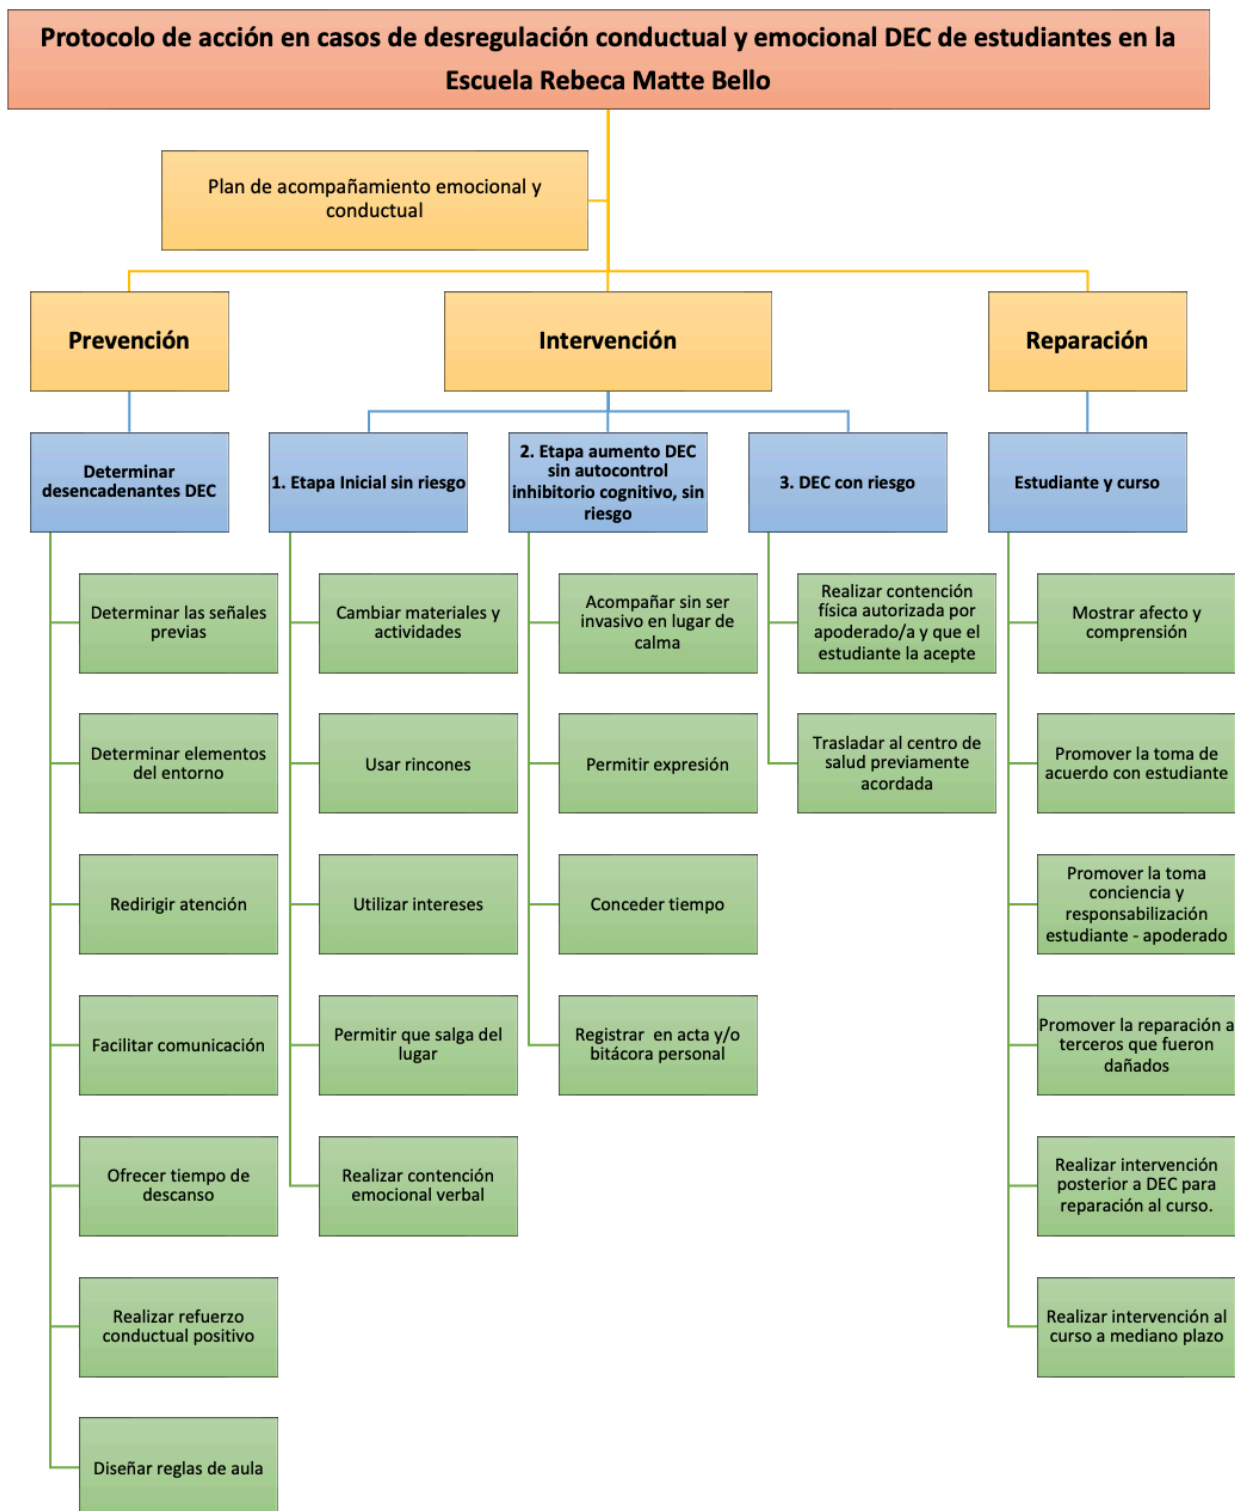 Protocolo de acción en casos de desregulación conductual y emocional DEC de estudiantes en la
Escuela Rebeca Matte Bello
Plan de acompañamiento emocional y
conductual
Prevención
Intervención
Reparación
Determinar
desencadenantes DEC
1. Etapa Inicial sin riesgo
2. Etapa aumento DEC
sin autocontrol
inhibitorio cognitivo, sin
riesgo
3. DEC con riesgo
Estudiante y curso
Determinar las señales
previas
Determinar elementos
del entorno
Redirigir atención
Facilitar comunicación
Ofrecer tiempo de
descanso
Realizar refuerzo
conductual positivo
Diseñar reglas de aula
Cambiar materiales y
actividades
Usar rincones
Utilizar intereses
Permitir que salga del
lugar
Realizar contención
emocional verbal
Acompañar sin ser
invasivo en lugar de
calma
Permitir expresión
Conceder tiempo
Registrar en acta y/o
bitácora personal
Realizar contención
física autorizada por
apoderado/a y que el
estudiante la acepte
Trasladar al centro de
salud previamente
acordada
Mostrar afecto y
comprensión
Promover la toma de
acuerdo con estudiante
Promover la toma
conciencia y
responsabilización
estudiante - apoderado
Promover la reparación a
terceros que fueron
dañados
Realizar intervención
posterior a DEC para
reparación al curso.
Realizar intervención al
curso a mediano plazo